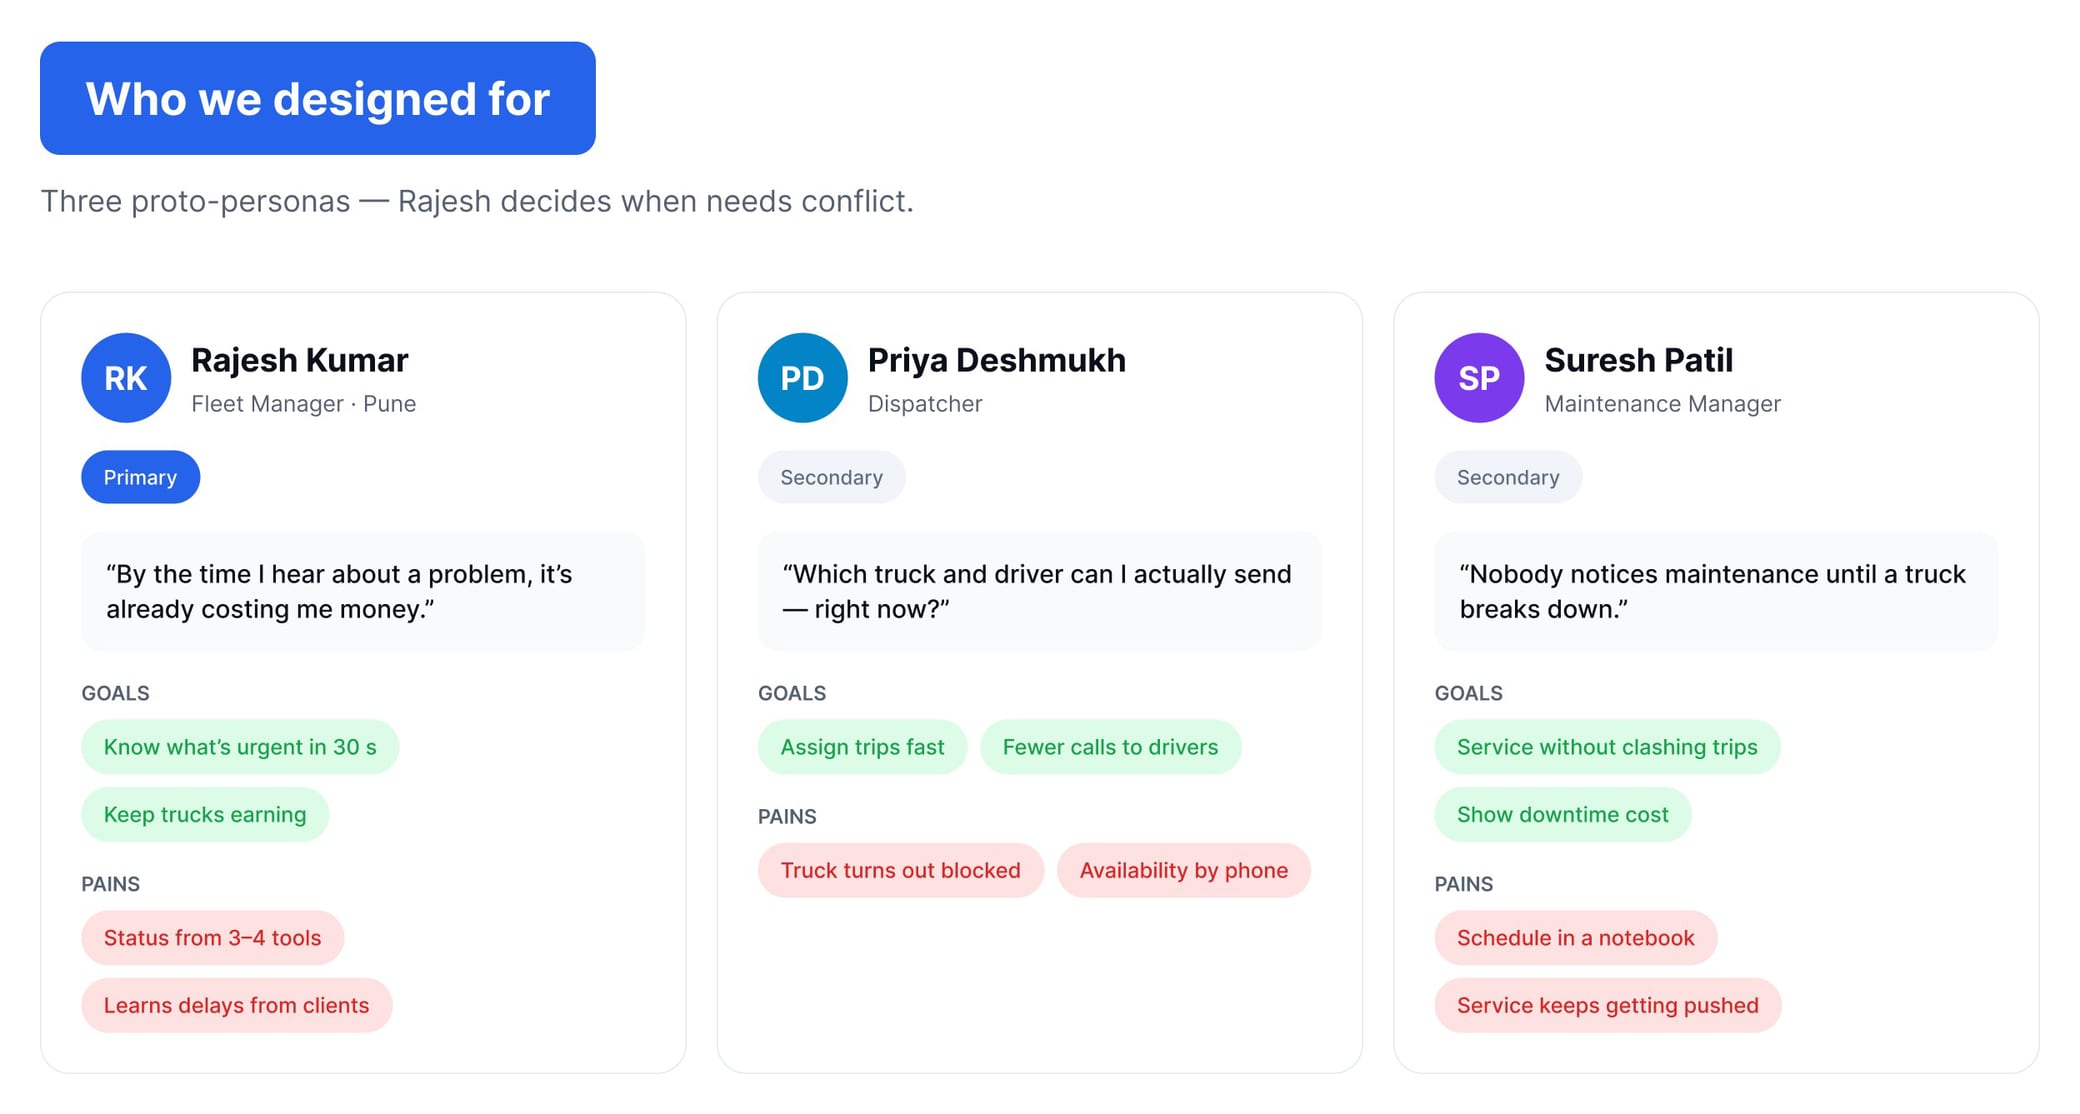 Who we designed for
Three proto-personas — Rajesh decides when needs conflict.
RK
Rajesh Kumar
Fleet Manager · Pune
Primary
“By the time I hear about a problem, it’s
already costing me money.”
GOALS
Know what’s urgent in 30 s
Keep trucks earning
PAINS
Status from 3–4 tools
Learns delays from clients
PD
Priya Deshmukh
Dispatcher
Secondary
“Which truck and driver can I actually send
— right now?”
GOALS
Assign trips fast
Fewer calls to drivers
PAINS
Truck turns out blocked
Availability by phone
SP
Suresh Patil
Maintenance Manager
Secondary
“Nobody notices maintenance until a truck
breaks down.”
GOALS
Service without clashing trips
Show downtime cost
PAINS
Schedule in a notebook
Service keeps getting pushed